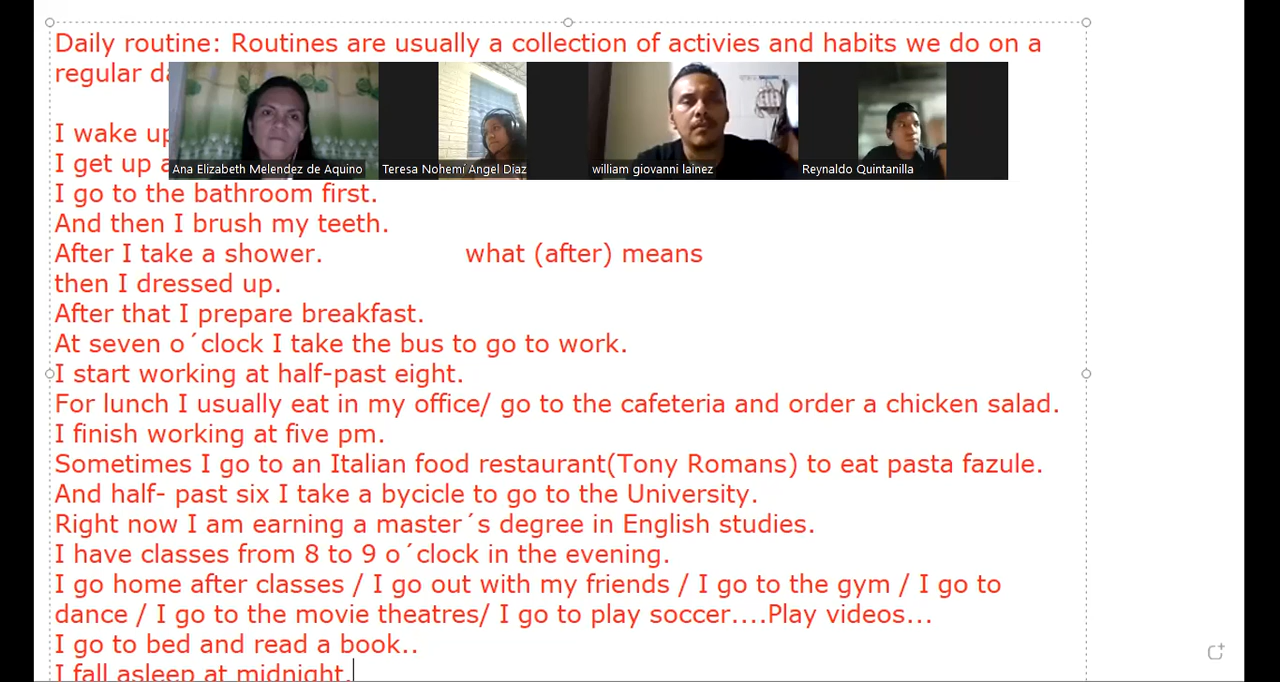 Daily routine: Routines are usually a collection of activies and habits we do on a
regular
Ana Elizabeth Melendez de Aquino
Teresa Nohemí Angel Diaz
william giovanni lainez
Reynaldo Quintanilla
I wake up
I get up
I go to the bathroom first.
And then I brush my teeth.
After I take a shower. what (after) means
then I dressed up.
After that I prepare breakfast.
At seven o´clock I take the bus to go to work.
I start working at half-past eight.
For lunch I usually eat in my office/ go to the cafeteria and order a chicken salad.
I finish working at five pm.
Sometimes I go to an Italian food restaurant(Tony Romans) to eat pasta fazule.
And half- past six I take a bycicle to go to the University.
Right now I am earning a master´s degree in English studies.
I have classes from 8 to 9 o´clock in the evening.
I go home after classes / I go out with my friends / I go to the gym / I go to
dance / I go to the movie theatres/ I go to play soccer....Play videos...
I go to bed and read a book..
I fall asleep at midnight.